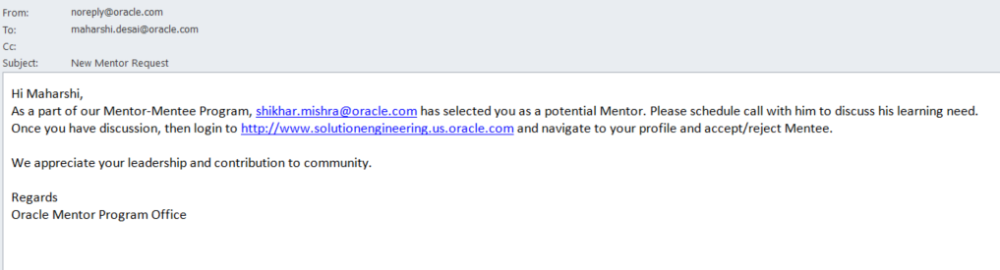 From: noreply@oracle.com
To: maharshi.desai@oracle.com
Cc:
Subject: New Mentor Request
Hi Maharshi,
As a part of our Mentor-Mentee Program, shikhar.mishra@oracle.com has selected you as a potential Mentor. Please schedule call with him to discuss his learning need.
Once you have discussion, then login to http://www.solutionengineering.us.oracle.com and navigate to your profile and accept/reject Mentee.
We appreciate your leadership and contribution to community.
Regards
Oracle Mentor Program Office